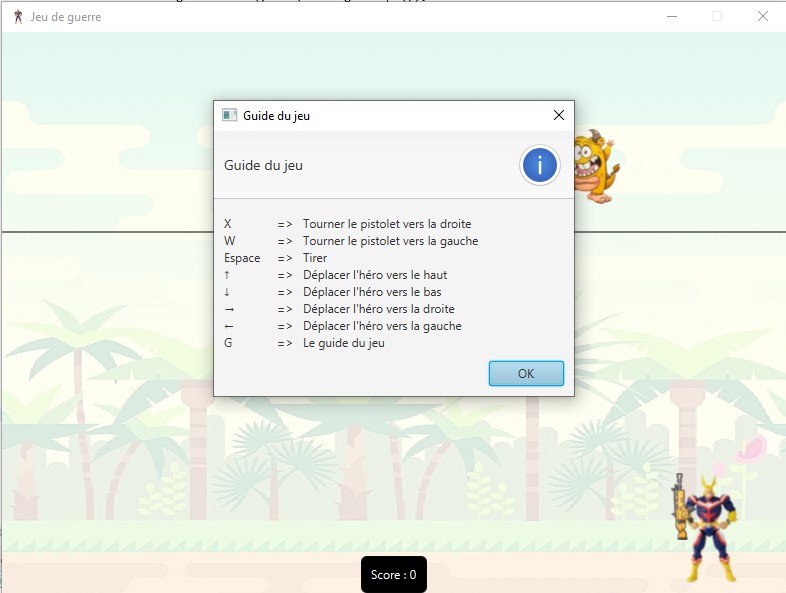 Jeu de guerre
Guide du jeu
Guide du jeu
X => Tourner le pistolet vers la droite
W => Tourner le pistolet vers la gauche
Espace => Tirer
↑ => Déplacer l'héro vers le haut
↓ => Déplacer l'héro vers le bas
→ => Déplacer l'héro vers la droite
← => Déplacer l'héro vers la gauche
G => Le guide du jeu
OK
Score : 0